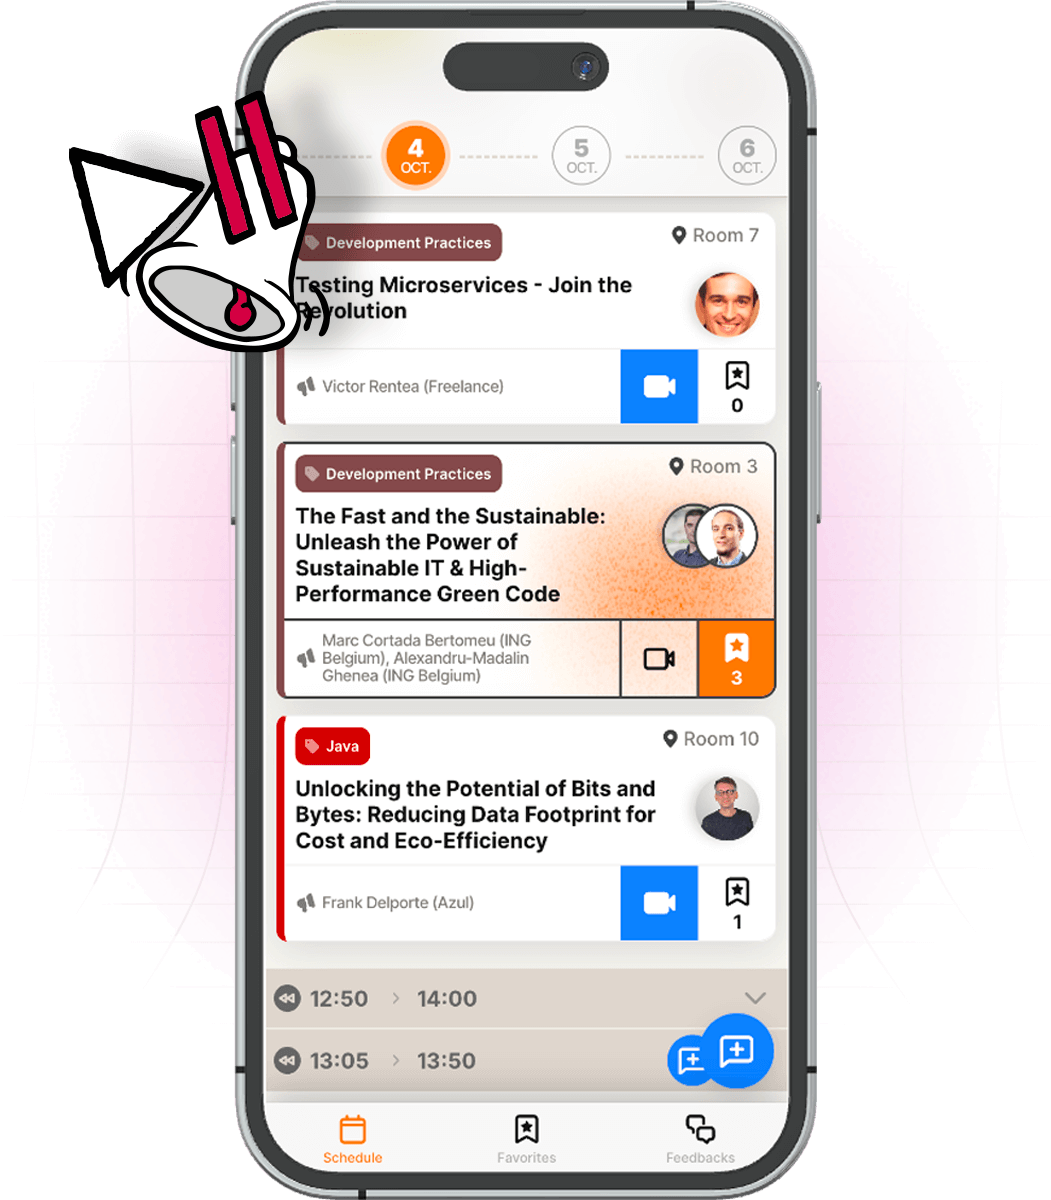 4
OCT.
5
OCT.
6
OCT.
Development Practices
Room 7
Testing Microservices - Join the
Revolution
Victor Rentea (Freelance)
0
Development Practices
Room 3
The Fast and the Sustainable:
Unleash the Power of
Sustainable IT & High-
Performance Green Code
Marc Cortada Bertomeu (ING
Belgium), Alexandru-Madalin
Ghenea (ING Belgium)
3
Java
Room 10
Unlocking the Potential of Bits and
Bytes: Reducing Data Footprint for
Cost and Eco-Efficiency
Frank Delporte (Azul)
1
12:50 > 14:00
13:05 > 13:50
Schedule
Favorites
Feedbacks